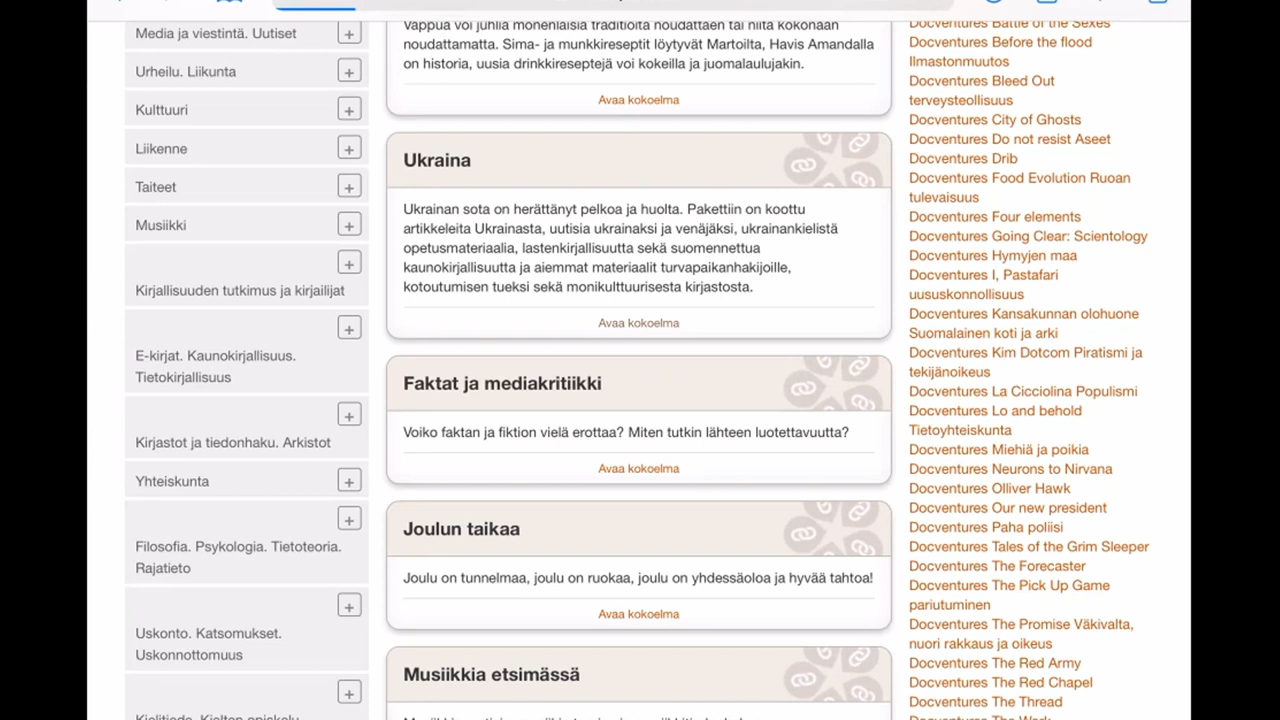 Media ja viestintä. Uutiset
Urheilu. Liikunta
Kulttuuri
Liikenne
Taiteet
Musiikki
Kirjallisuuden tutkimus ja kirjailijat
E-kirjat. Kaunokirjallisuus.
Tietokirjallisuus
Kirjastot ja tiedonhaku. Arkistot
Yhteiskunta
Filosofia. Psykologia. Tietoteoria.
Rajatieto
Uskonto. Katsomukset.
Uskonnottomuus
Kielitiede. Kielten opiskelu
Vappua voi juhlia monenlaisia traditioita noudattaen tai niitä kokonaan
noudattamatta. Sima- ja munkkireseptit löytyvät Martoilta, Havis Amandalla
on historia, uusia drinkkireseptejä voi kokeilla ja juomalaulujakin.
Avaa kokoelma
Ukraina
Ukrainan sota on herättänyt pelkoa ja huolta. Pakettiin on koottu
artikkeleita Ukrainasta, uutisia ukrainaksi ja venäjäksi, ukrainankielistä
opetusmateriaalia, lastenkirjallisuutta sekä suomennettua
kaunokirjallisuutta ja aiemmat materiaalit turvapaikanhakijoille,
kotoutumisen tueksi sekä monikulttuurisesta kirjastosta.
Avaa kokoelma
Faktat ja mediakritiikki
Voiko faktan ja fiktion vielä erottaa? Miten tutkin lähteen luotettavuutta?
Avaa kokoelma
Joulun taikaa
Joulu on tunnelmaa, joulu on ruokaa, joulu on yhdessäoloa ja hyvää tahtoa!
Avaa kokoelma
Musiikkia etsimässä
Docventures Battle of the Sexes
Docventures Before the flood
Ilmastonmuutos
Docventures Bleed Out
terveysteollisuus
Docventures City of Ghosts
Docventures Do not resist Aseet
Docventures Drib
Docventures Food Evolution Ruoan
tulevaisuus
Docventures Four elements
Docventures Going Clear: Scientology
Docventures Hymyjen maa
Docventures I, Pastafari
uususkonnollisuus
Docventures Kansakunnan olohuone
Suomalainen koti ja arki
Docventures Kim Dotcom Piratismi ja
tekijänoikeus
Docventures La Cicciolina Populismi
Docventures Lo and behold
Tietoyhteiskunta
Docventures Miehiä ja poikia
Docventures Neurons to Nirvana
Docventures Olliver Hawk
Docventures Our new president
Docventures Paha poliisi
Docventures Tales of the Grim Sleeper
Docventures The Forecaster
Docventures The Pick Up Game
pariutuminen
Docventures The Promise Väkivalta,
nuori rakkaus ja oikeus
Docventures The Red Army
Docventures The Red Chapel
Docventures The Thread
Docventures The Work